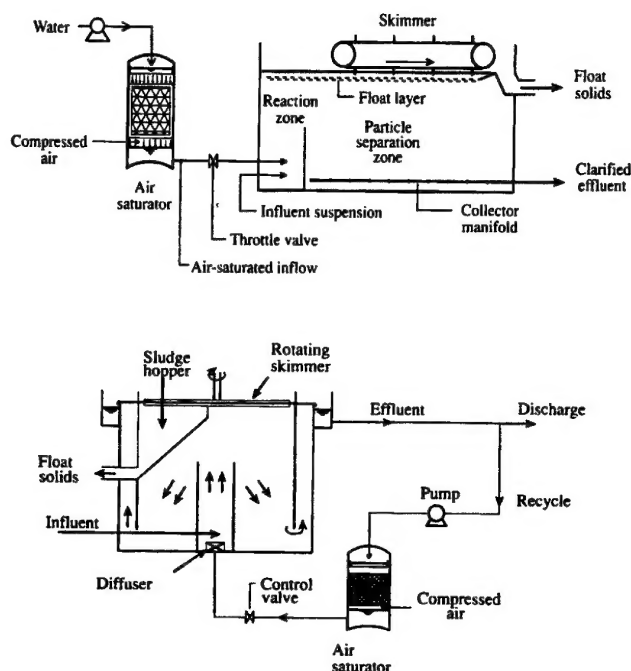 Skimmer
Water
Float
solids
Float layer
Reaction
zone
Particle
separation
zone
Compressed
air
Air
saturator
Clarified
effluent
Influent suspension
Collector
manifold
Throttle valve
Air-saturated inflow
Sludge
hopper
Rotating
skimmer
Effluent
Discharge
Float
solids
Pump
Recycle
Influent
Diffuser
Control
valve
Compressed
air
Air
saturator